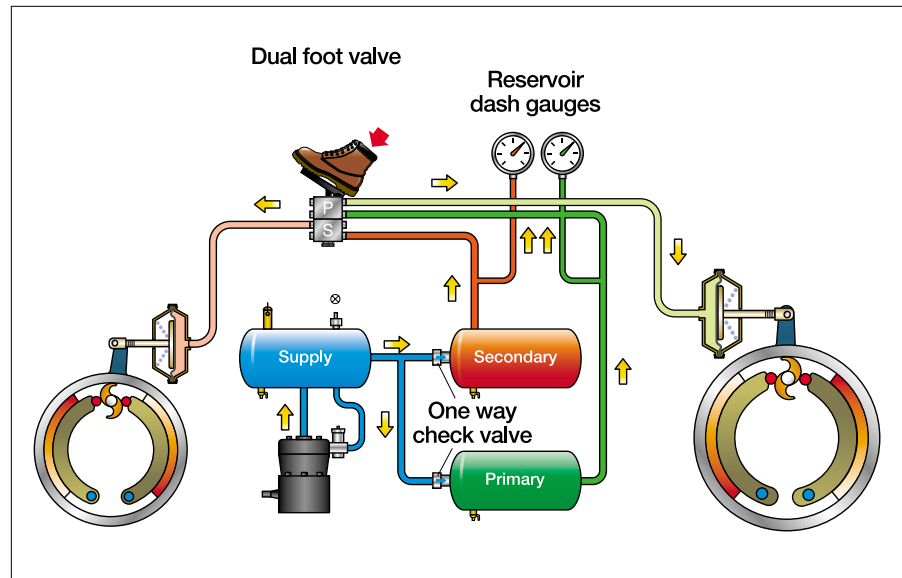 Dual foot valve
Reservoir
dash gauges
P
S
Supply
Secondary
One way
check valve
Primary